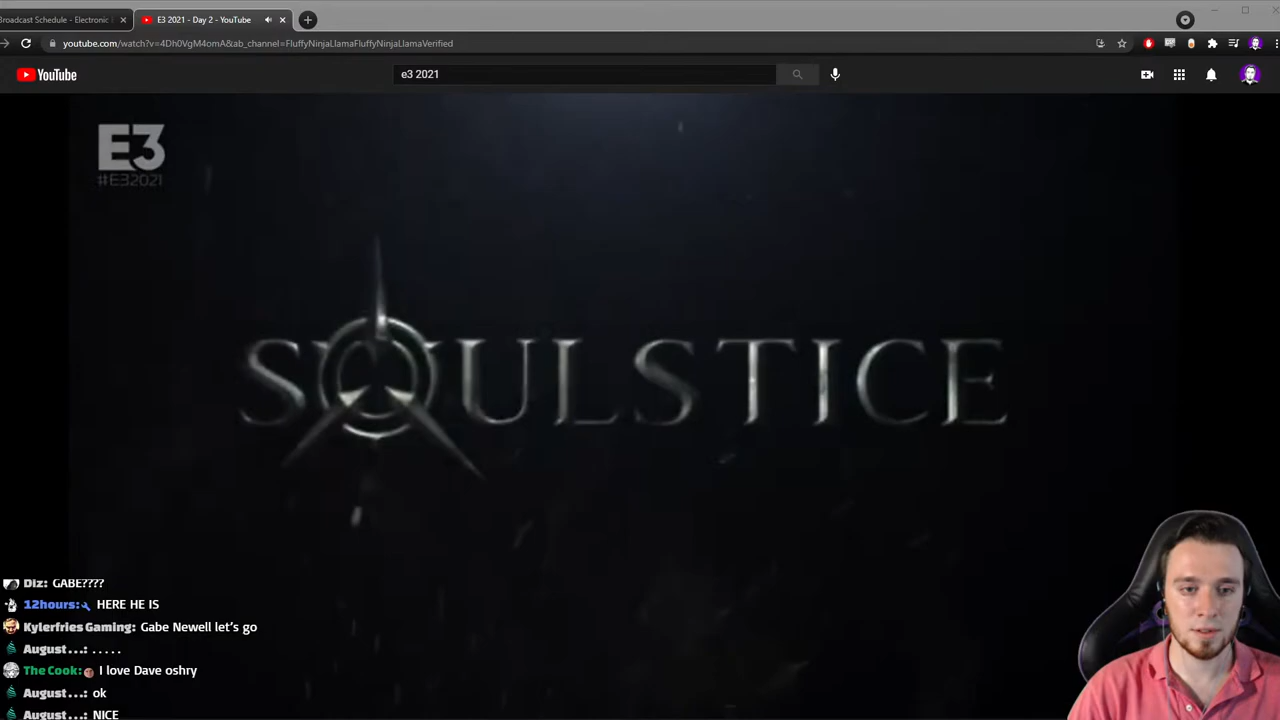 Broadcast Schedule - Electronic
E3 2021 - Day 2 - YouTube
youtube.com/watch?v=4Dh0VgM4omA&ab_channel=FluffyNinjaLlamaFluffyNinjaLlamaVerified
YouTube
e3 2021
E3
#E32021
SOULSTICE
Diz: GABE????
12hours: HERE HE IS
Kylerfries Gaming: Gabe Newell let's go
August...: .....
The Cook: I love Dave oshry
August...: ok
August...: NICE